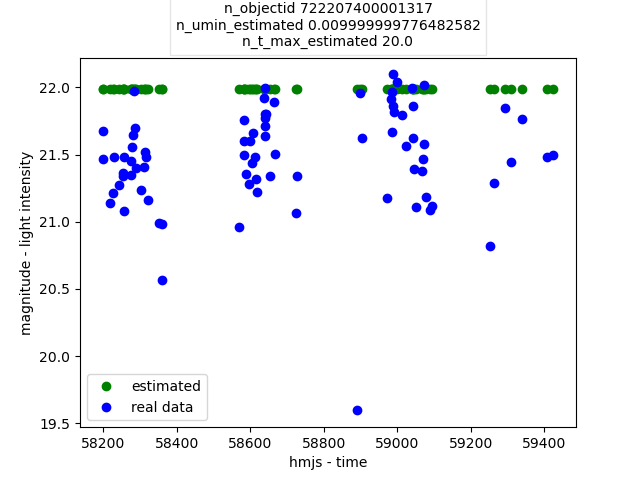 n_objectid 722207400001317
n_umin_estimated 0.009999999776482582
n_t_max_estimated 20.0
22.0
21.5
21.0
20.5
20.0
19.5
magnitude - light intensity
estimated
real data
58200 58400 58600 58800 59000 59200 59400
hmjs - time